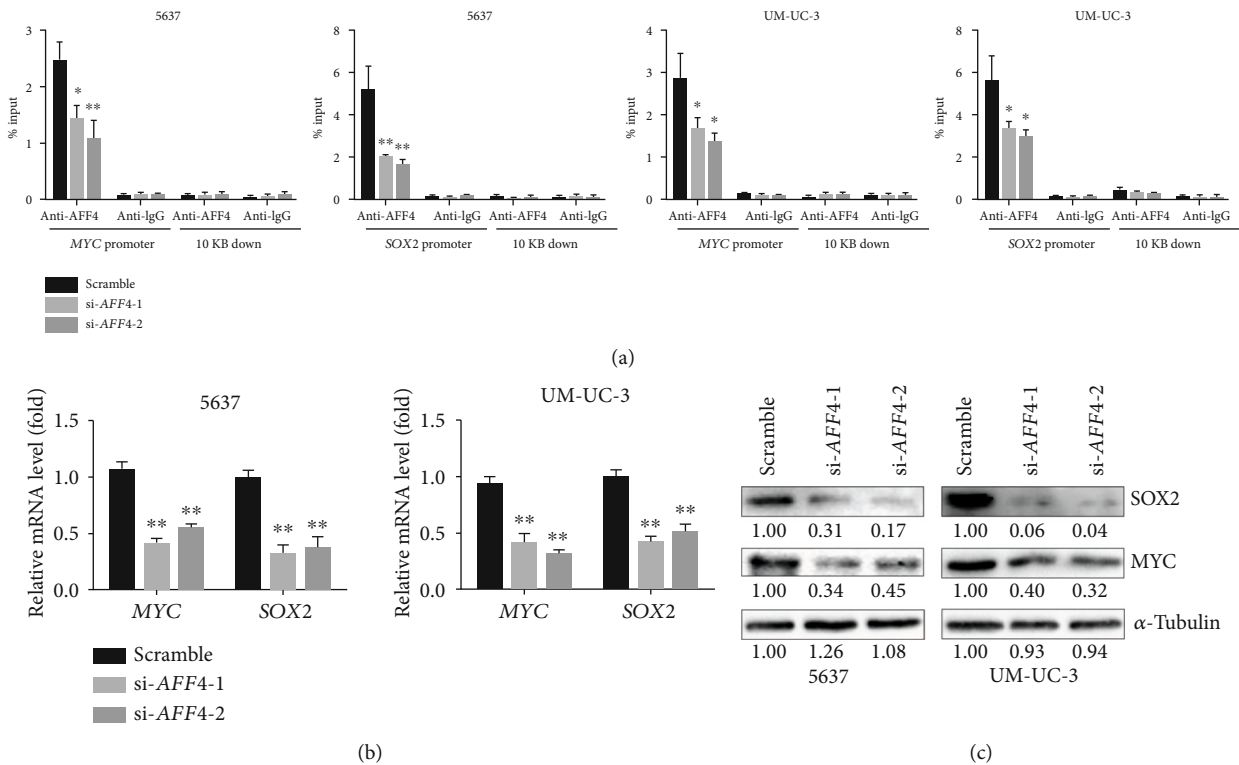 5637
% input
3
2
1
0
* **
Anti-AFF4 Anti-lgG Anti-AFF4 Anti-lgG
MYC promoter 10 KB down
5637
% input
8
6
4
2
0
** **
Anti-AFF4 Anti-lgG Anti-AFF4 Anti-lgG
SOX2 promoter 10 KB down
UM-UC-3
% input
4
3
2
1
0
* *
Anti-AFF4 Anti-lgG Anti-AFF4 Anti-lgG
MYC promoter 10 KB down
UM-UC-3
% input
8
6
4
2
0
* *
Anti-AFF4 Anti-lgG Anti-AFF4 Anti-lgG
SOX2 promoter 10 KB down
Scramble
si-AFF4-1
si-AFF4-2
(a)
5637
Relative mRNA level (fold)
1.5
1.0
0.5
0.0
** ** ** **
MYC SOX2
UM-UC-3
Relative mRNA level (fold)
1.5
1.0
0.5
0.0
** ** ** **
MYC SOX2
Scramble
si-AFF4-1
si-AFF4-2
(b)
Scramble si-AFF4-1 si-AFF4-2 Scramble si-AFF4-1 si-AFF4-2
SOX2
1.00 0.31 0.17 1.00 0.06 0.04
MYC
1.00 0.34 0.45 1.00 0.40 0.32
α-Tubulin
1.00 1.26 1.08 1.00 0.93 0.94
5637 UM-UC-3
(c)